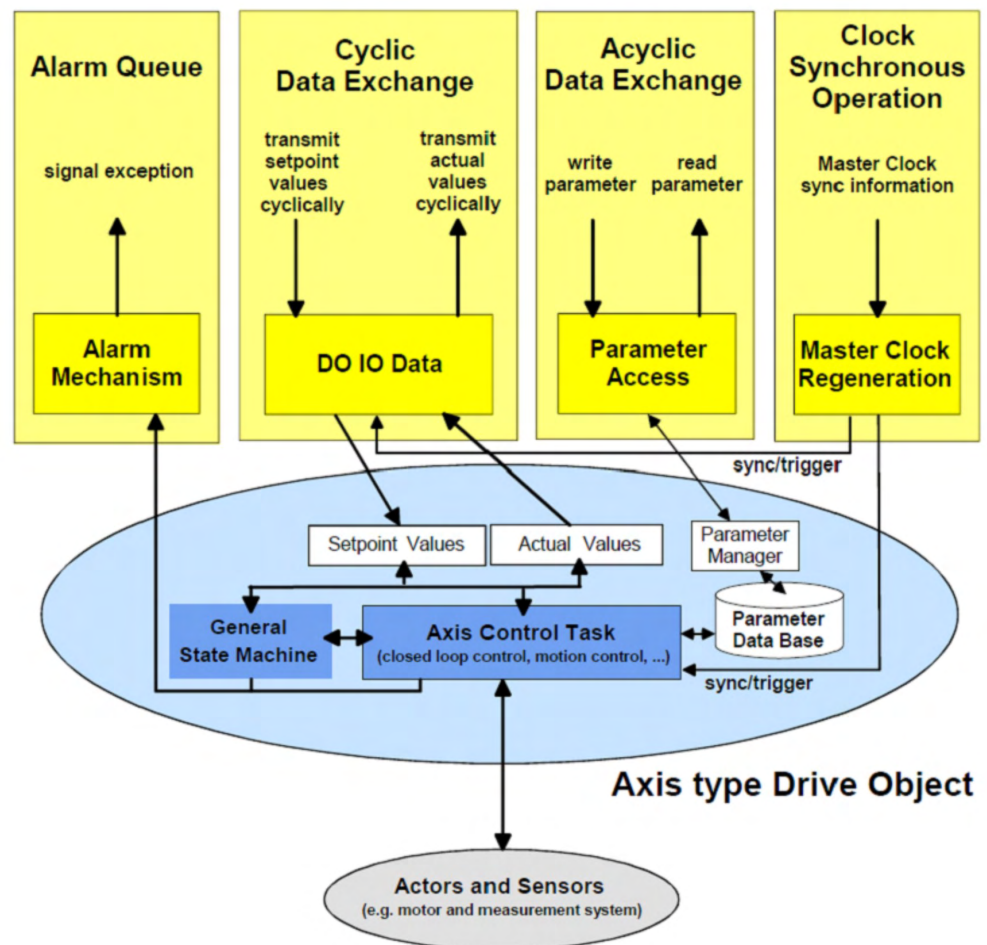 Alarm Queue
signal exception
Alarm
Mechanism
Cyclic
Data Exchange
transmit
setpoint
values
cyclically
transmit
actual
values
cyclically
DO IO Data
Acyclic
Data Exchange
write
parameter
read
parameter
Parameter
Access
Clock
Synchronous
Operation
Master Clock
sync information
Master Clock
Regeneration
sync/trigger
Setpoint Values
Actual Values
Parameter
Manager
General
State Machine
Axis Control Task
(closed loop control, motion control, ...)
Parameter
Data Base
sync/trigger
Axis type Drive Object
Actors and Sensors
(e.g. motor and measurement system)